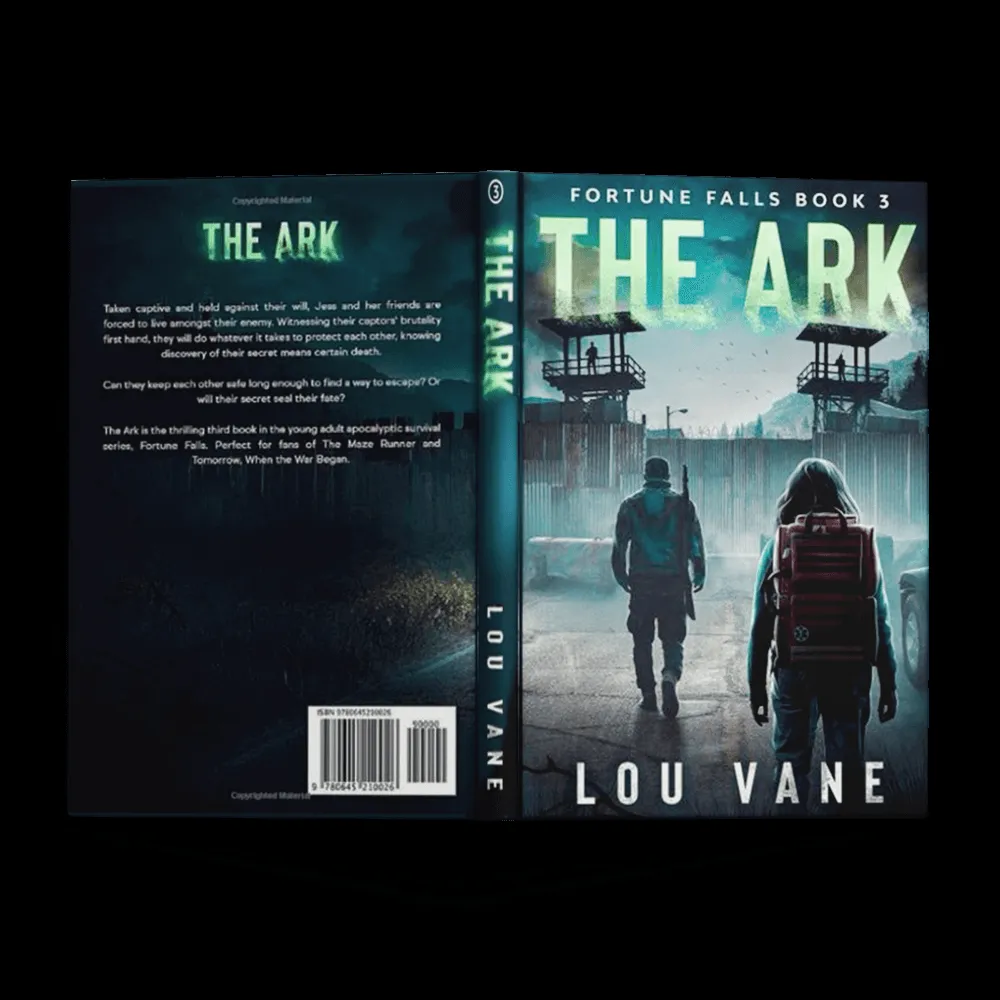 Copyrighted Material
THE ARK
Taken captive and held against their will, Jess and her friends are
forced to live amongst their enemy. Witnessing their captors' brutality
first hand, they will do whatever it takes to protect each other, knowing
discovery of their secret means certain death.
Can they keep each other safe long enough to find a way to escape? Or
will their secret seal their fate?
The Ark is the thrilling third book in the young adult apocalyptic survival
series, Fortune Falls. Perfect for fans of The Maze Runner and
Tomorrow, When the War Began.
ISBN 9780645210026
90000
9 780645 210026
Copyrighted Material
3
THE ARK
LOU VANE
FORTUNE FALLS BOOK 3
THE ARK
LOU VANE